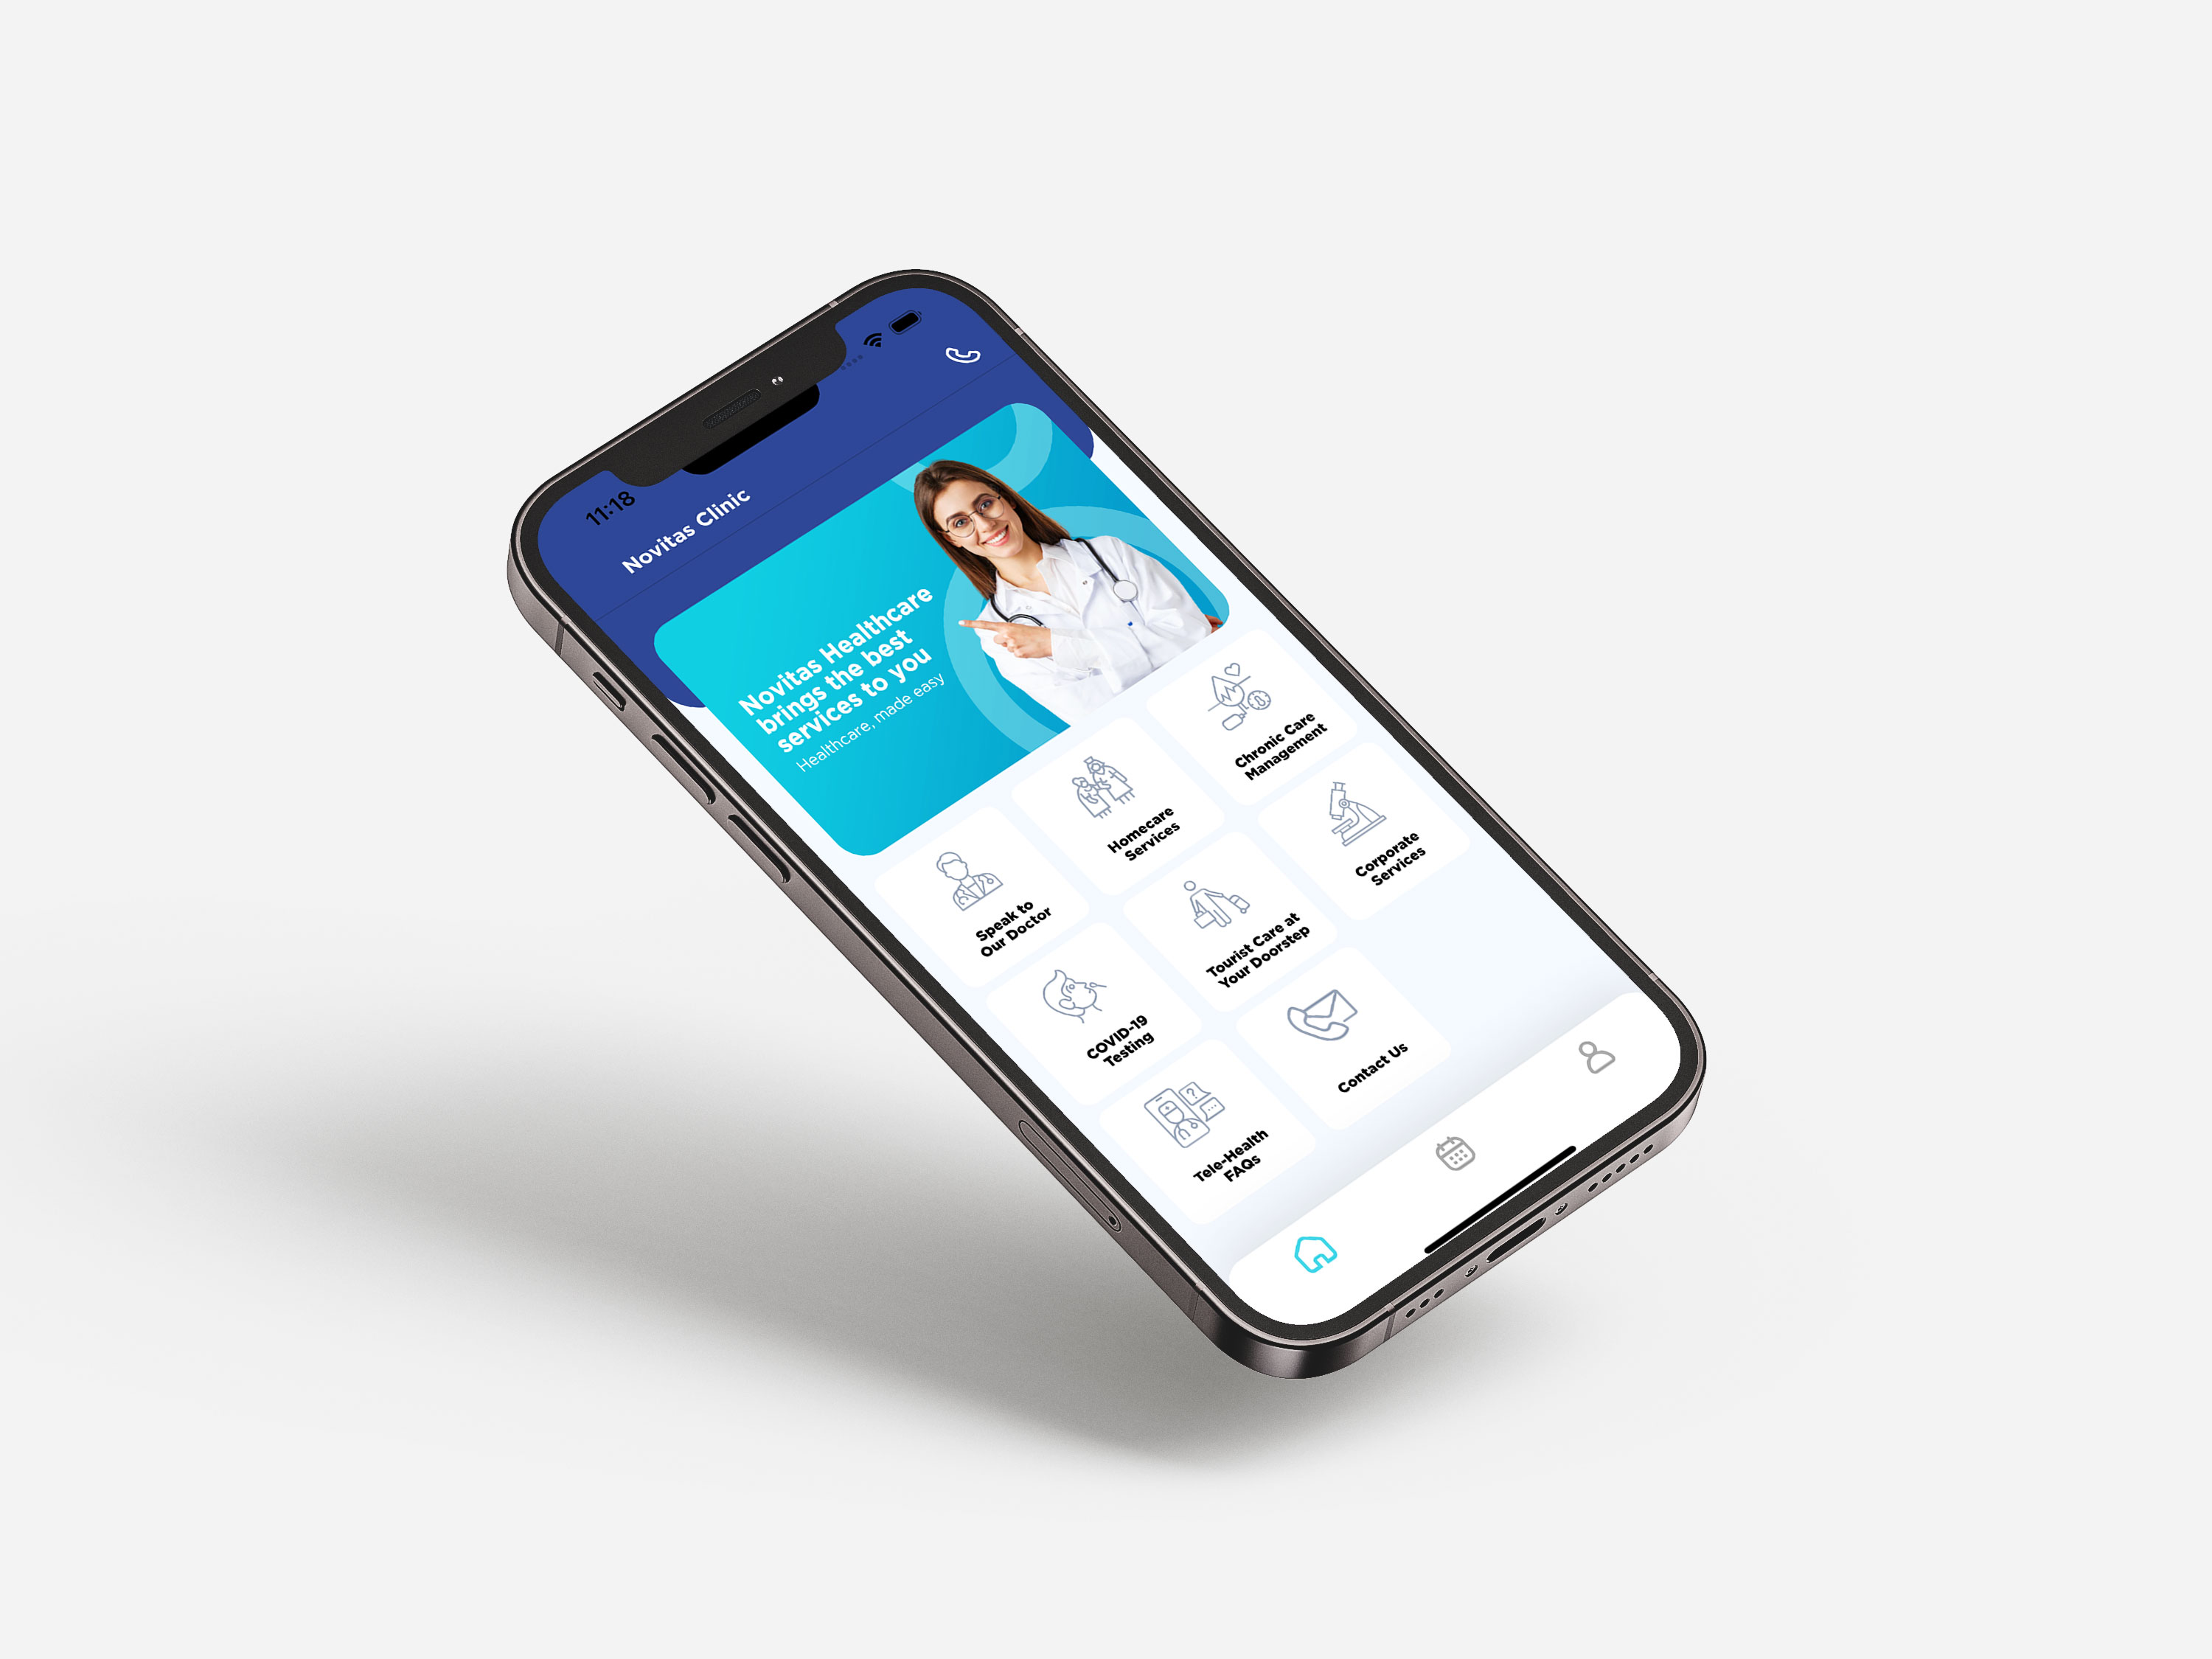 11:18
Novitas Clinic
Novitas Healthcare
brings the best
services to you
Healthcare, made easy
Speak to
Our Doctor
Homecare
Services
Chronic Care
Management
COVID-19
Testing
Tourist Care at
Your Doorstep
Corporate
Services
Tele-Health
FAQs
Contact Us